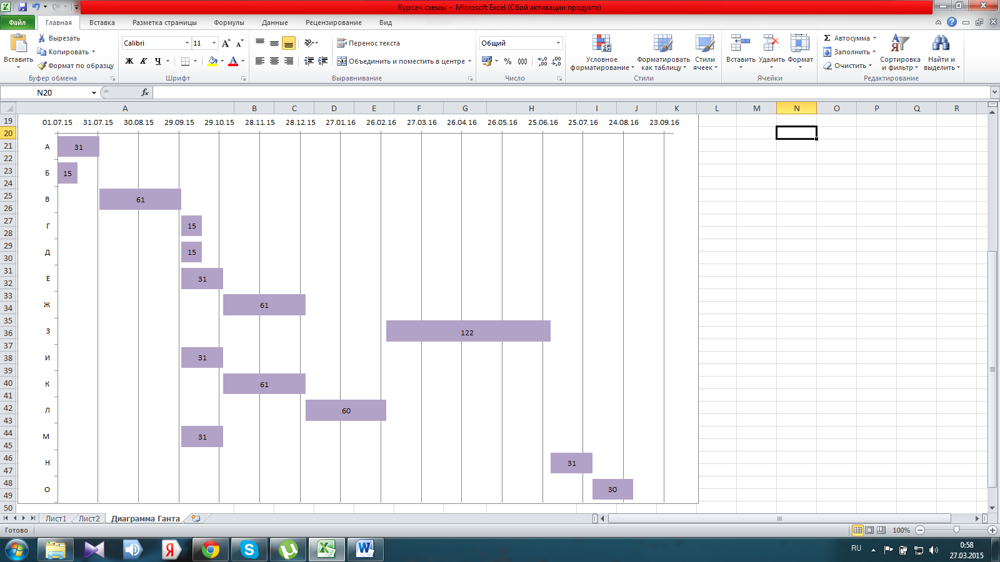 Курсач схемы - Microsoft Excel (Сбой активации продукта)
Файл Главная Вставка Разметка страницы Формулы Данные Рецензирование Вид
Вставить
Вырезать
Копировать
Формат по образцу
Буфер обмена
Calibri 11
Ж К Ч
Шрифт
Перенос текста
Объединить и поместить в центре
Выравнивание
Общий
% 000
Число
Условное форматирование
Форматировать как таблицу
Стили ячеек
Стили
Вставить Удалить Формат
Ячейки
Σ Автосумма
Заполнить
Очистить
Сортировка и фильтр
Найти и выделить
Редактирование
N20 fx
A B C D E F G H I J K L M N O P Q R
19 20 21 22 23 24 25 26 27 28 29 30 31 32 33 34 35 36 37 38 39 40 41 42 43 44 45 46 47 48 49 50
01.07.15 31.07.15 30.08.15 29.09.15 29.10.15 28.11.15 28.12.15 27.01.16 26.02.16 27.03.16 26.04.16 26.05.16 25.06.16 25.07.16 24.08.16 23.09.16
А 31
Б 15
В 61
Г 15
Д 15
Е 31
Ж 61
З 122
И 31
К 61
Л 60
М 31
Н 31
О 30
Лист1 Лист2 Диаграмма Ганта
Готово 100%
RU 0:58
27.03.2015